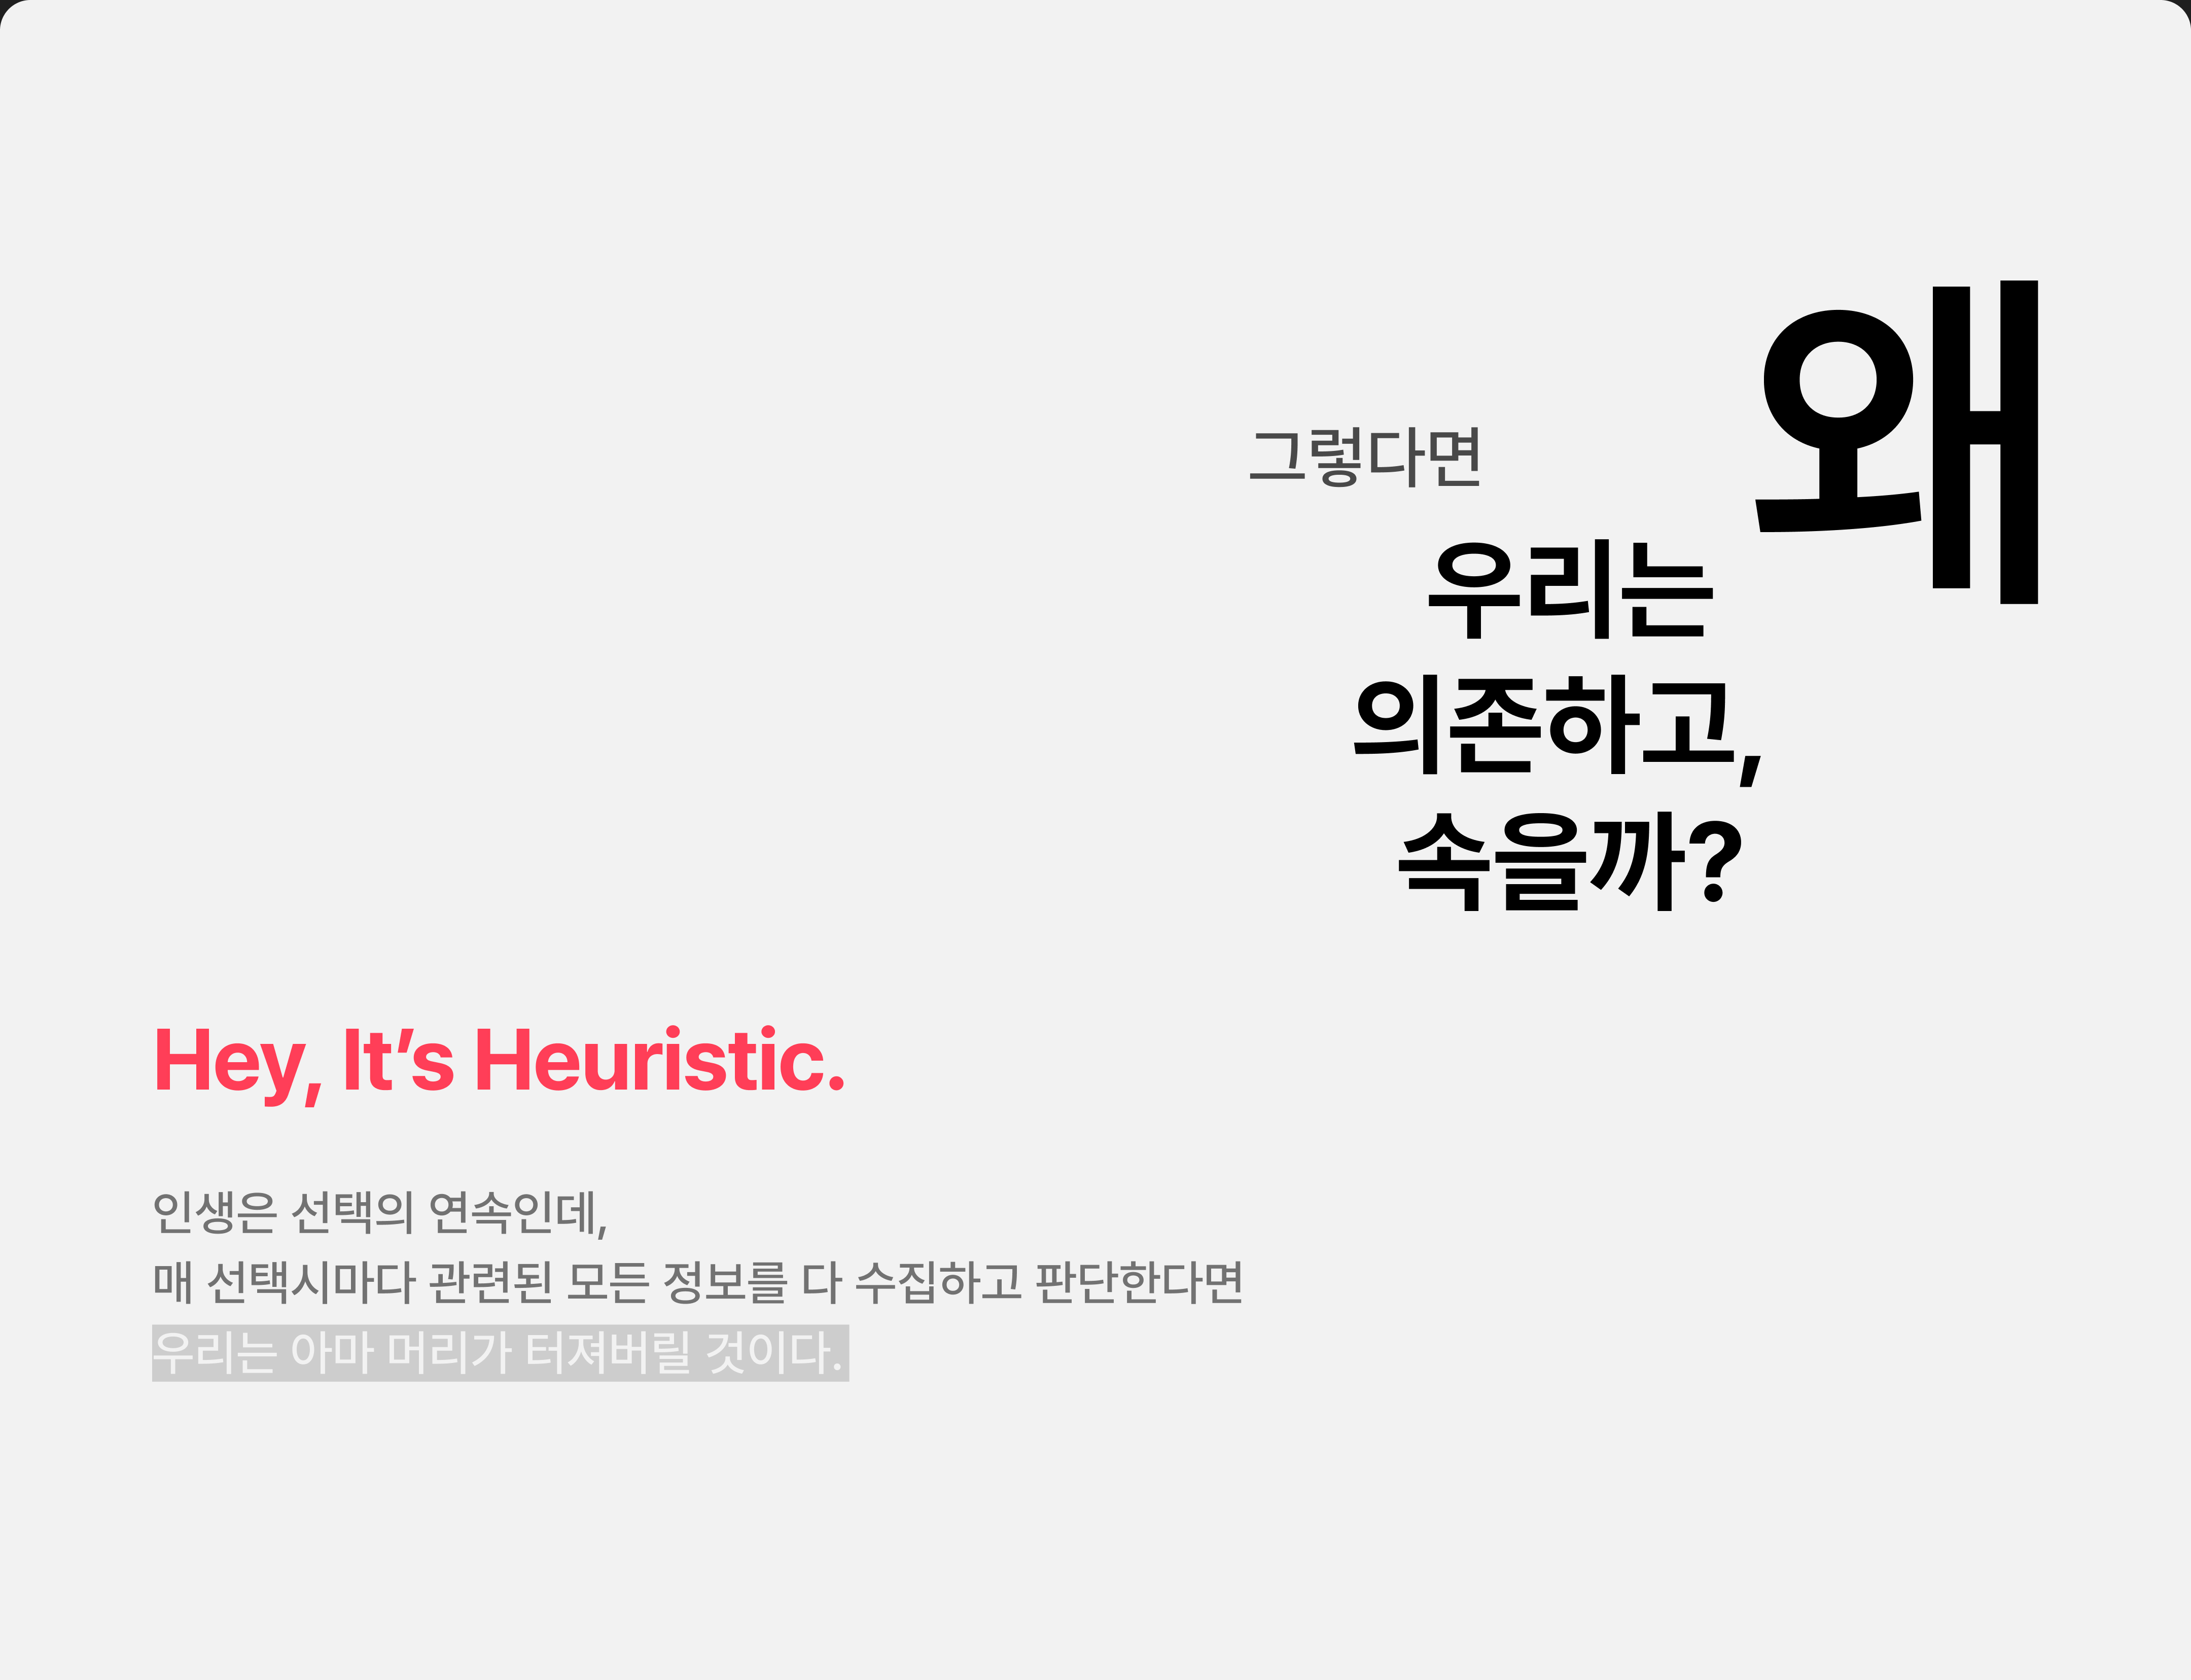 그렇다면
왜
우리는
의존하고,
속을까?
Hey, It’s Heuristic.
인생은 선택의 연속인데,
매 선택시마다 관련된 모든 정보를 다 수집하고 판단한다면
우리는 아마 머리가 터져버릴 것이다.